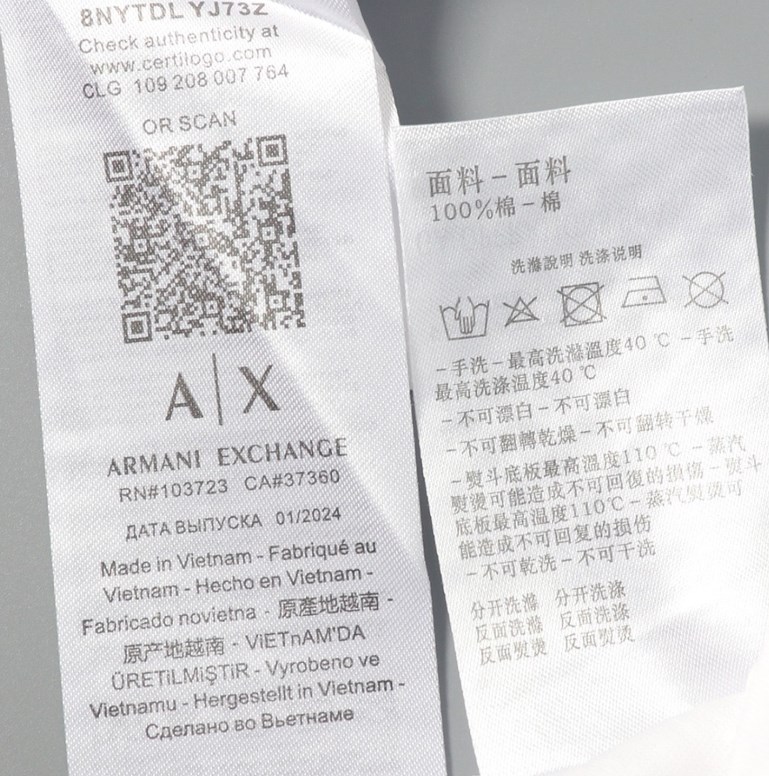 8NYTDL YJ73Z
Check authenticity at
www.certilogo.com
CLG 109 208 007 764
OR SCAN
A|X
ARMANI EXCHANGE
RN#103723 CA#37360
ДАТА ВЫПУСКА 01/2024
Made in Vietnam - Fabriqué au
Vietnam - Hecho en Vietnam -
Fabricado novietna - 原產地越南 -
原产地越南 - ViETnAM'DA
ÜRETiLMiŞTiR - Vyrobeno ve
Vietnamu - Hergestellt in Vietnam -
Сделано во Вьетнаме
面料 - 面料
100%棉 - 棉
洗滌說明 洗涤说明
- 手洗 - 最高洗滌溫度40 ℃ - 手洗
最高洗涤温度40 ℃
- 不可漂白 - 不可漂白
- 不可翻轉乾燥 - 不可翻转干燥
- 熨斗底板最高溫度110 ℃ - 蒸汽
熨燙可能造成不可回復的損傷 - 熨斗
底板最高温度110℃ - 蒸汽熨烫可
能造成不可回复的损伤
- 不可乾洗 - 不可干洗
分开洗滌 分开洗涤
反面洗滌 反面洗涤
反面熨燙 反面熨烫